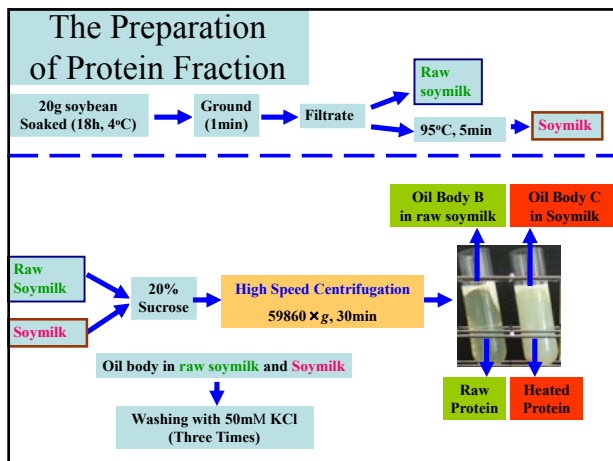 The Preparation
of Protein Fraction
20g soybean
Soaked (18h, 4ºC)
Ground
(1min)
Filtrate
Raw
soymilk
95ºC, 5min
Soymilk
Oil Body B
in raw soymilk
Oil Body C
in Soymilk
Raw
Soymilk
Soymilk
20%
Sucrose
High Speed Centrifugation
59860 × g, 30min
Oil body in raw soymilk and Soymilk
Washing with 50mM KCl
(Three Times)
Raw
Protein
Heated
Protein